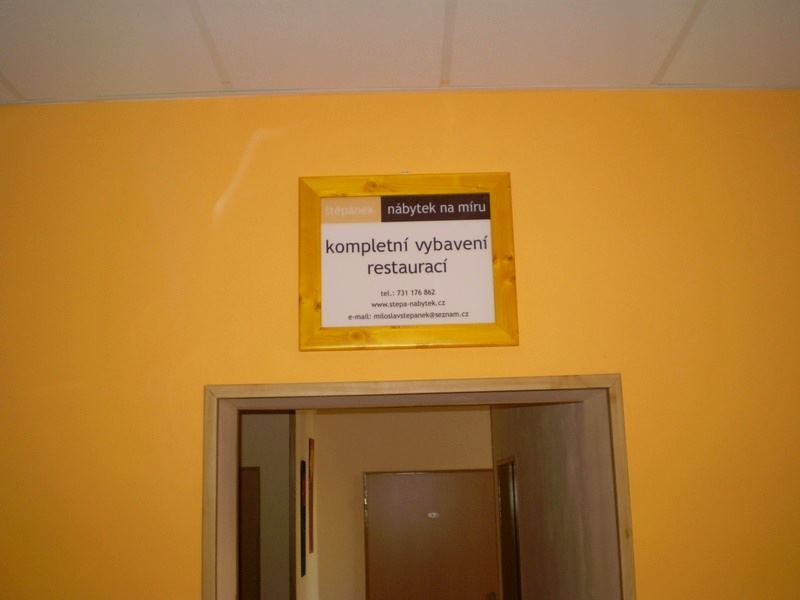 štěpánek nábytek na míru
kompletní vybavení
restaurací
tel.: 731 176 862
www.stepa-nabytek.cz
e-mail: miloslavstepanek@seznam.cz